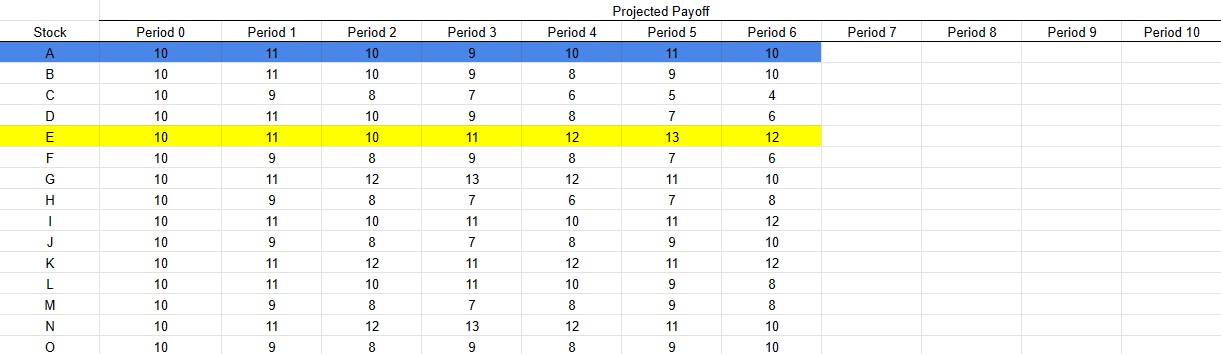 Projected Payoff
Stock Period 0 Period 1 Period 2 Period 3 Period 4 Period 5 Period 6 Period 7 Period 8 Period 9 Period 10
A 10 11 10 9 10 11 10
B 10 11 10 9 8 9 10
C 10 9 8 7 6 5 4
D 10 11 10 9 8 7 6
E 10 11 10 11 12 13 12
F 10 9 8 9 8 7 6
G 10 11 12 13 12 11 10
H 10 9 8 7 6 7 8
I 10 11 10 11 10 11 12
J 10 9 8 7 8 9 10
K 10 11 12 11 12 11 12
L 10 11 10 11 10 9 8
M 10 9 8 7 8 9 8
N 10 11 12 13 12 11 10
O 10 9 8 9 8 9 10